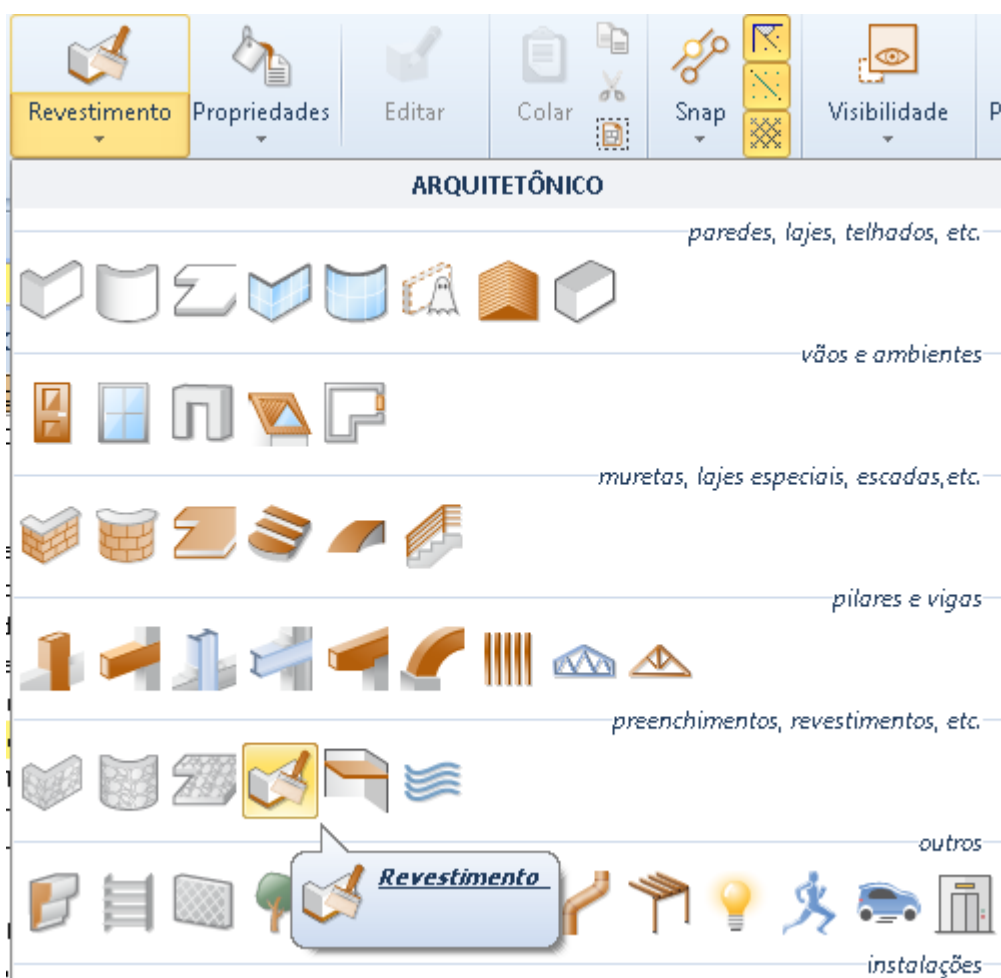 Revestimento
Propriedades
Editar
Colar
Snap
Visibilidade
P
ARQUITETÔNICO
paredes, lajes, telhados, etc.
vãos e ambientes
muretas, lajes especiais, escadas,etc.
pilares e vigas
preenchimentos, revestimentos, etc.
outros
Revestimento
instalações